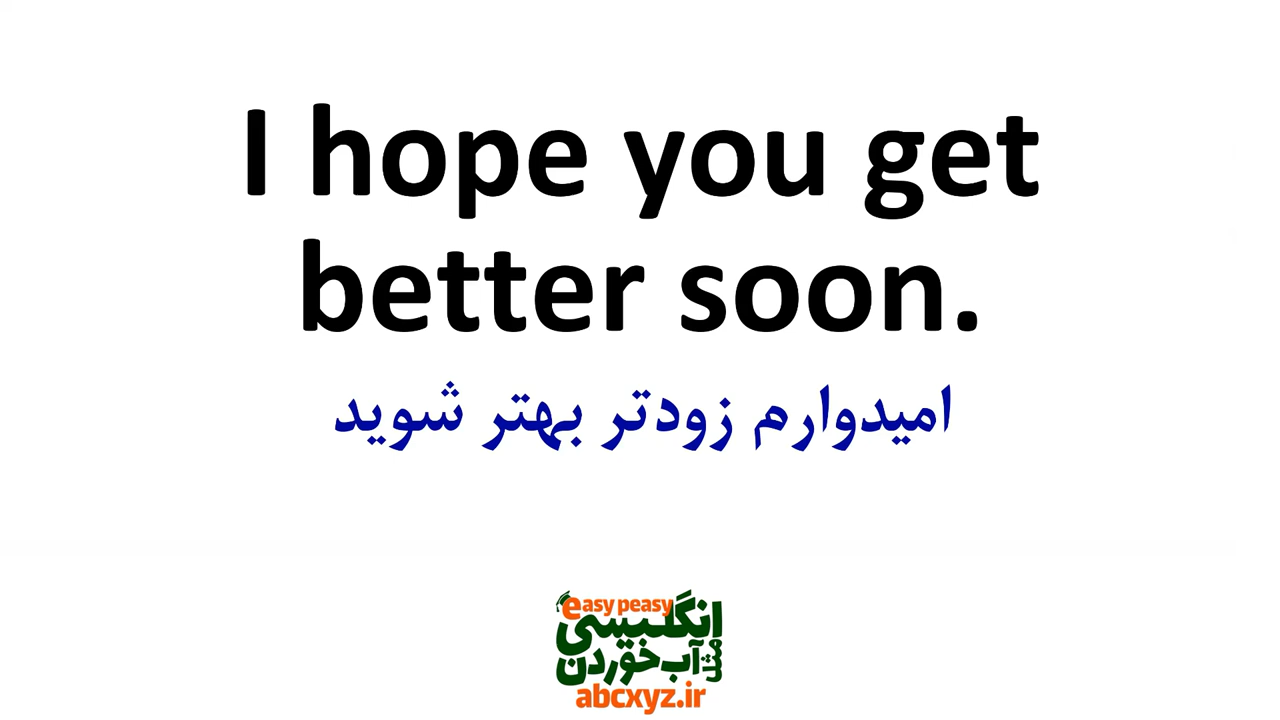 I hope you get
better soon.
امیدوارم زودتر بهتر شوید
easy peasy
انگلیسی
مثل آب خوردن
abcxyz.ir